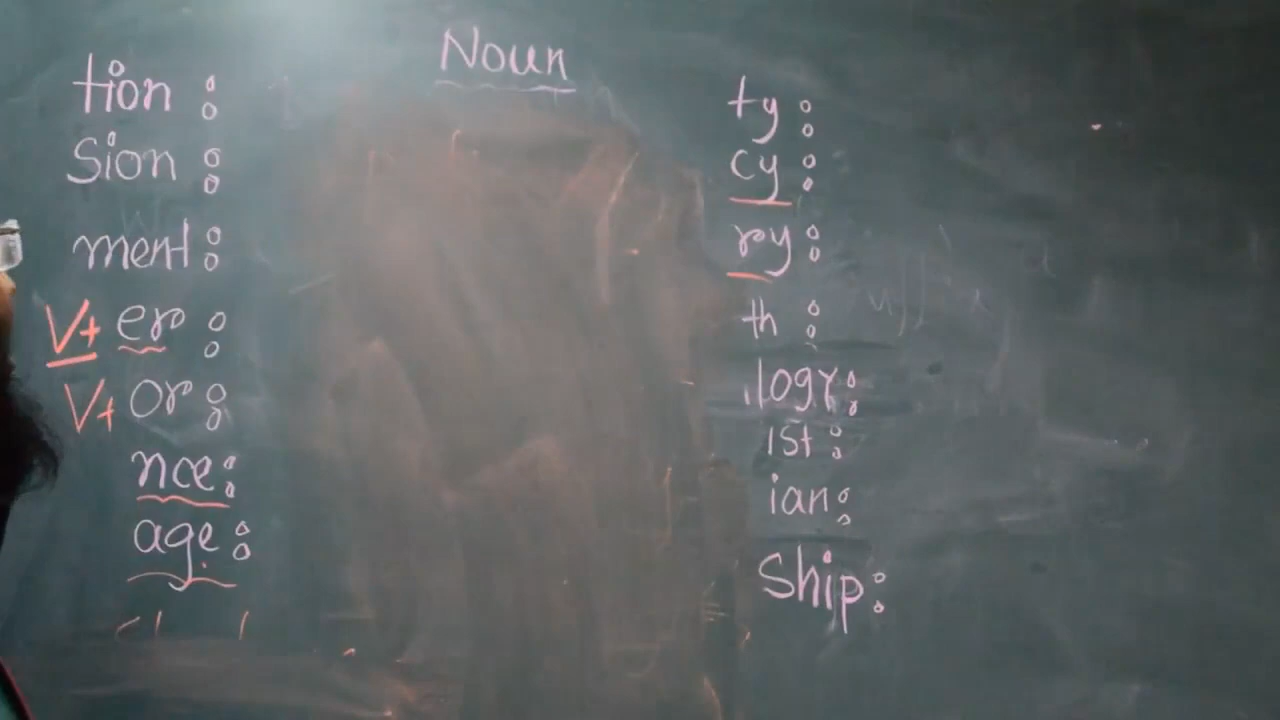 Noun
tion :
Sion :
ment :
V+ er :
V+ or :
nce :
age :
ty :
cy :
ry :
th :
logy :
ist :
ian :
Ship :